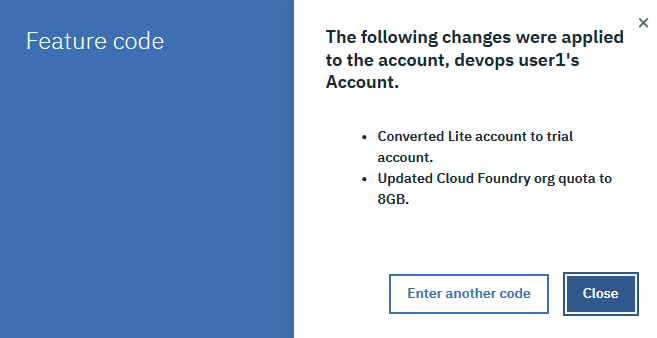 Feature code
The following changes were applied
to the account, devops user1's
Account.
• Converted Lite account to trial
account.
• Updated Cloud Foundry org quota to
8GB.
Enter another code
Close